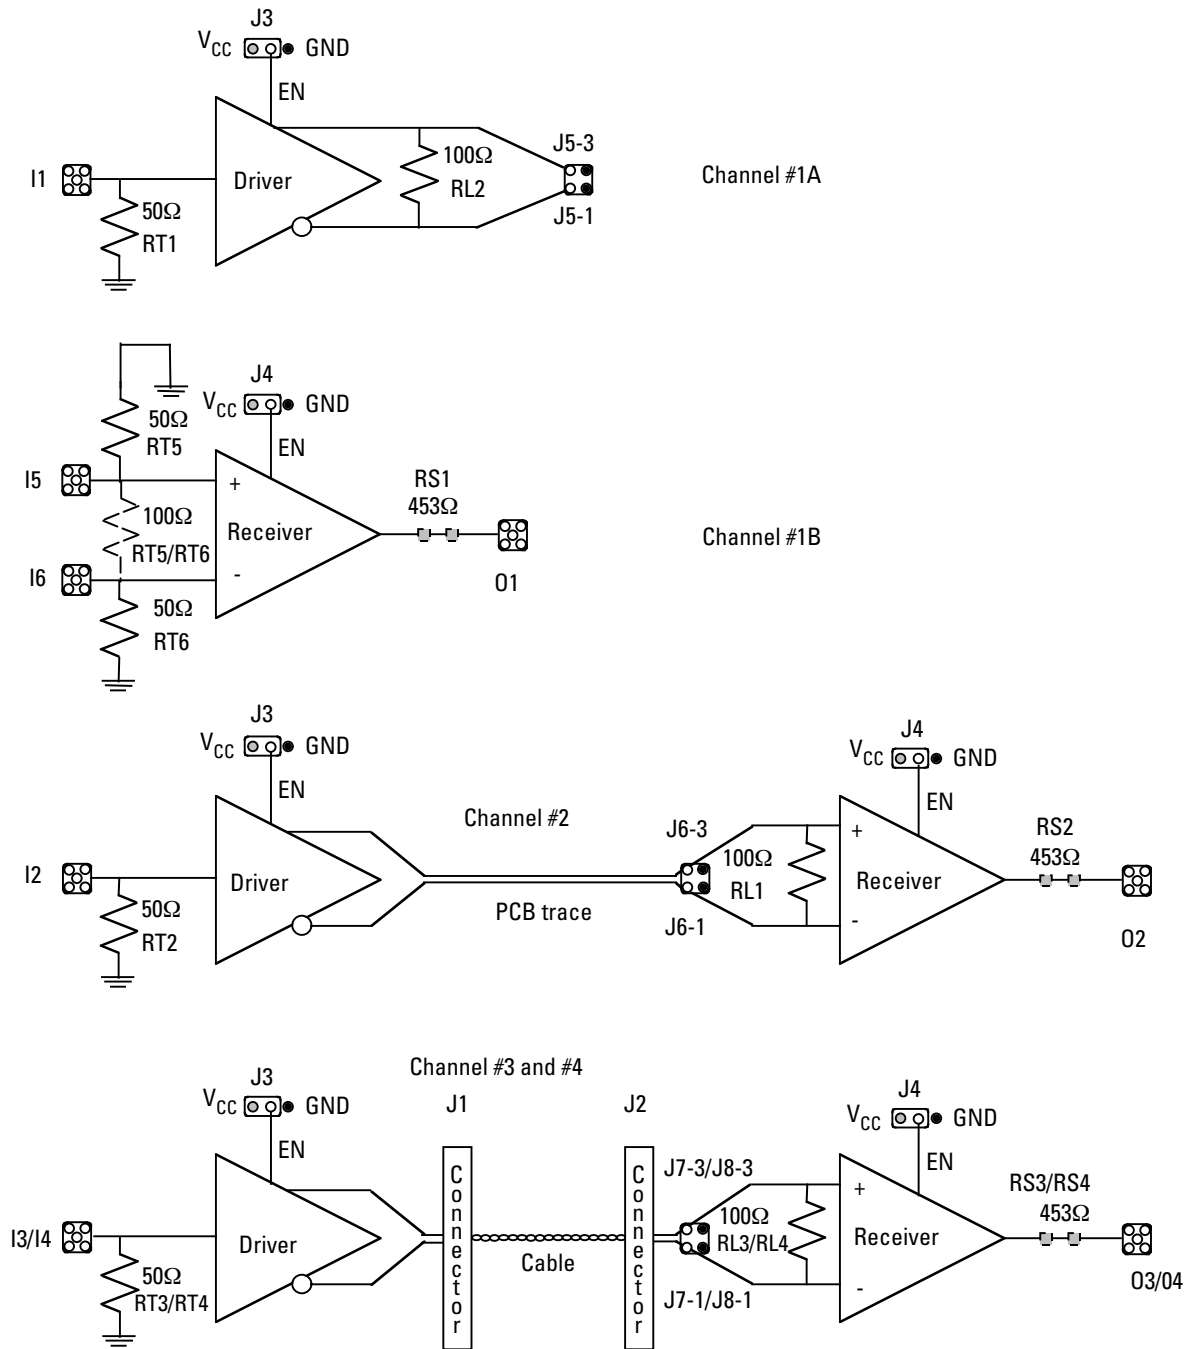 J3
VCC GND
EN
I1
Driver
100Ω
RL2
J5-3
J5-1
50Ω
RT1
Channel #1A
J4
VCC GND
EN
50Ω
RT5
I5
+
100Ω
RT5/RT6
Receiver
RS1
453Ω
I6
-
O1
50Ω
RT6
Channel #1B
J3
VCC GND
EN
Channel #2
J4
VCC GND
EN
I2
Driver
50Ω
RT2
PCB trace
J6-3
100Ω
RL1
J6-1
+
Receiver
-
RS2
453Ω
O2
Channel #3 and #4
J3
VCC GND
EN
J1
J2
J4
VCC GND
EN
I3/I4
Driver
50Ω
RT3/RT4
Connector
Cable
Connector
J7-3/J8-3
100Ω
RL3/RL4
J7-1/J8-1
+
Receiver
-
RS3/RS4
453Ω
O3/04